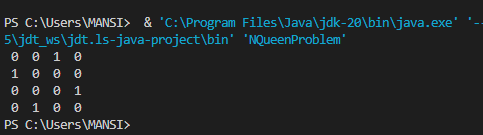 PS C:\Users\MANSI>  & 'C:\Program Files\Java\jdk-20\bin\java.exe' '--
5\jdt_ws\jdt.ls-java-project\bin' 'NQueenProblem'
 0  0  1  0
 1  0  0  0
 0  0  0  1
 0  1  0  0
PS C:\Users\MANSI>